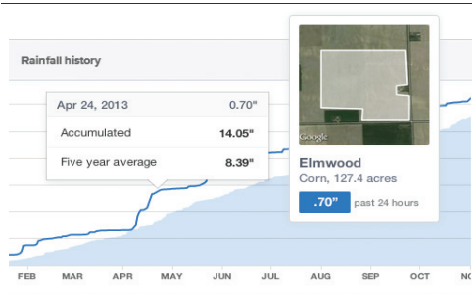 Rainfall history
Apr 24, 2013 0.70"
Accumulated 14.05"
Five year average 8.39"
Google
Elmwood
Corn, 127.4 acres
.70" past 24 hours
FEB MAR APR MAY JUN JUL AUG SEP OCT